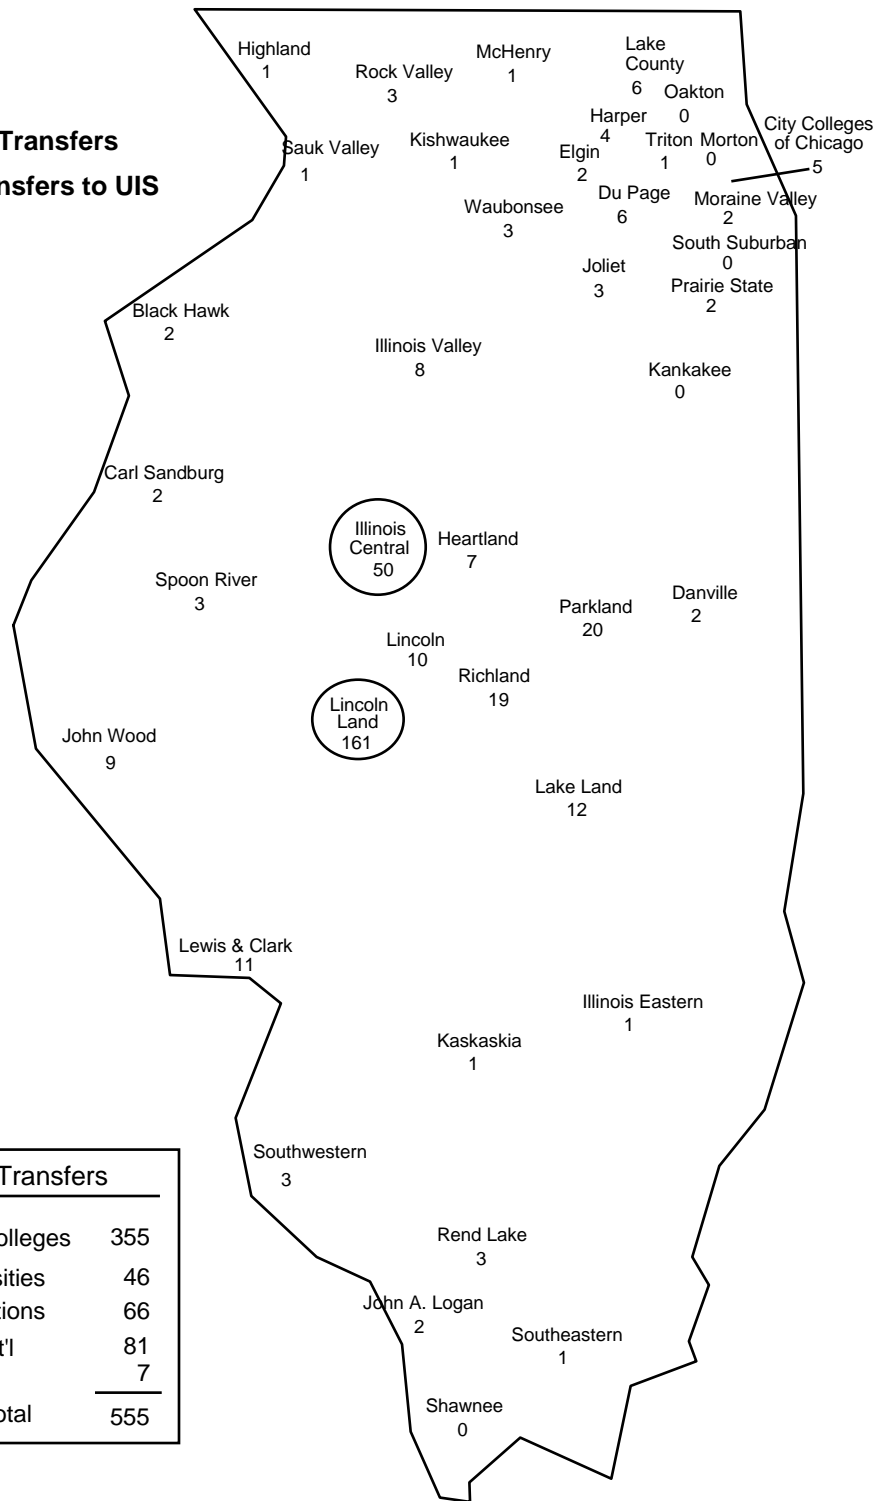 Highland
1
Rock Valley
3
McHenry
1
Lake
County
6
Oakton
0
Transfers
nsfers to UIS
Sauk Valley
1
Kishwaukee
1
Harper
4
Elgin
2
Triton
1
Morton
0
City Colleges
of Chicago
5
Waubonsee
3
Du Page
6
Moraine Valley
2
South Suburban
0
Joliet
3
Prairie State
2
Black Hawk
2
Illinois Valley
8
Kankakee
0
Carl Sandburg
2
Illinois
Central
50
Heartland
7
Spoon River
3
Parkland
20
Danville
2
Lincoln
10
Richland
19
Lincoln
Land
161
John Wood
9
Lake Land
12
Lewis & Clark
11
Illinois Eastern
1
Kaskaskia
1
Southwestern
3
Rend Lake
3
John A. Logan
2
Southeastern
1
Shawnee
0
Transfers
olleges 355
sities 46
tions 66
t'l 81
7
otal 555